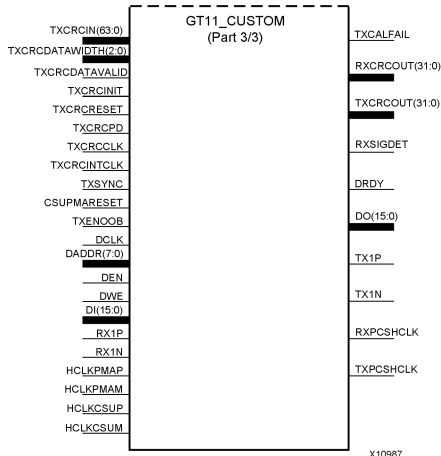 GT11_CUSTOM
(Part 3/3)
TXCRCIN(63:0)
TXCRCDATAWIDTH(2:0)
TXCRCDATAVALID
TXCRCINIT
TXCRCRESET
TXCRCPD
TXCRCCLK
TXCRCINTCLK
TXSYNC
CSUPMARESET
TXENOOB
DCLK
DADDR(7:0)
DEN
DWE
DI(15:0)
RX1P
RX1N
HCLKPMAP
HCLKPMAM
HCLKCSUP
HCLKCSUM
TXCALFAIL
RXCRCOUT(31:0)
TXCRCOUT(31:0)
RXSIGDET
DRDY
DO(15:0)
TX1P
TX1N
RXPCSHCLK
TXPCSHCLK
X10987